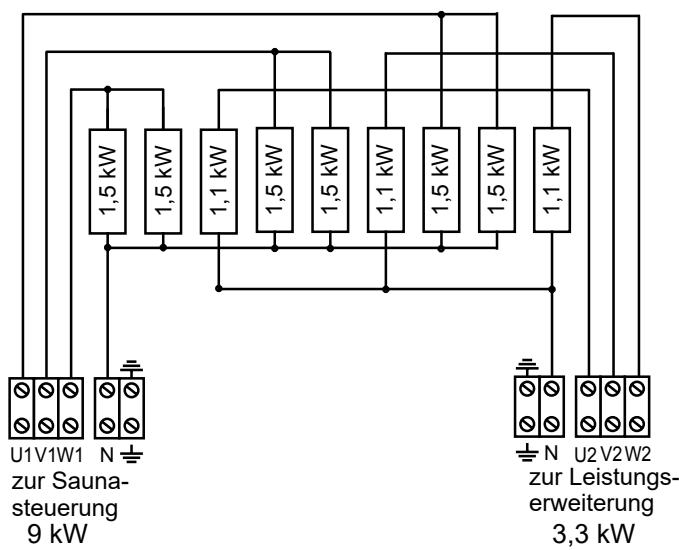 1,5 kW
1,5 kW
1,1 kW
1,5 kW
1,5 kW
1,1 kW
1,5 kW
1,5 kW
1,1 kW
U1 V1 W1 N
zur Sauna-
steuerung
9 kW
N U2 V2 W2
zur Leistungs-
erweiterung
3,3 kW